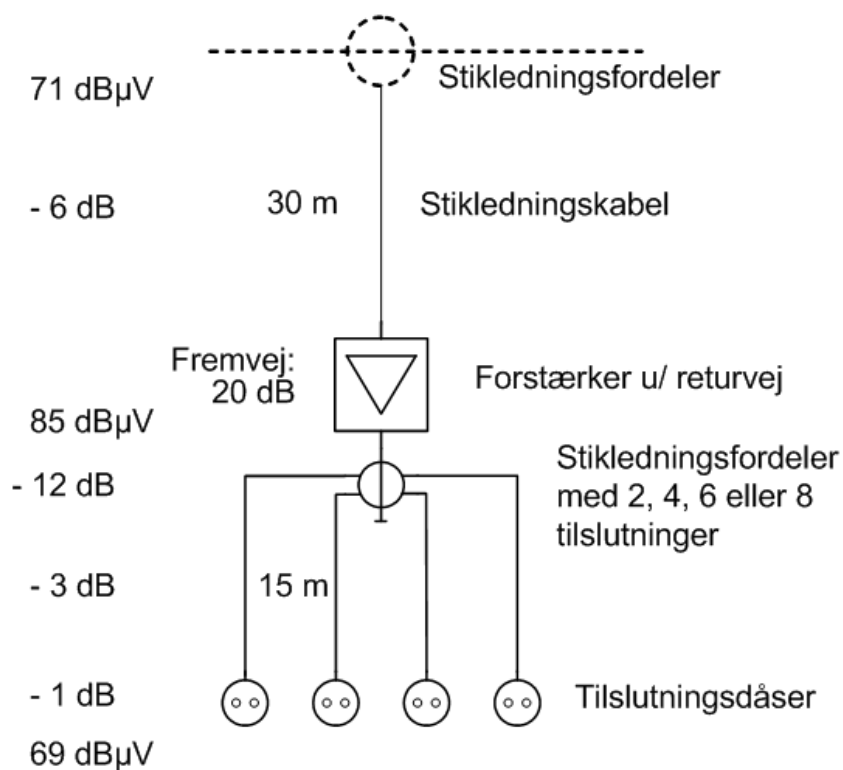 Stikledningsfordeler
71 dBµV
- 6 dB
30 m
Stikledningskabel
Fremvej:
20 dB
Forstærker u/ returvej
85 dBµV
- 12 dB
Stikledningsfordeler
med 2, 4, 6 eller 8
tilslutninger
- 3 dB
15 m
- 1 dB
Tilslutningsdåser
69 dBµV